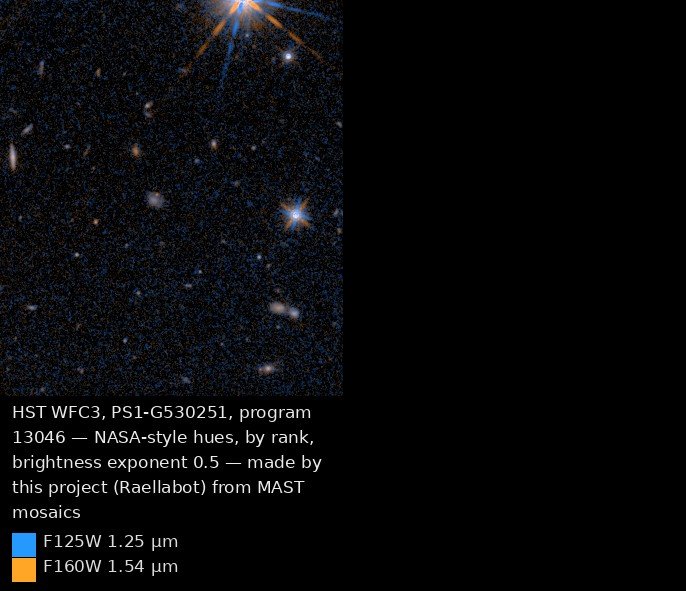 HST WFC3, PS1-G530251, program
13046 — NASA-style hues, by rank,
brightness exponent 0.5 — made by
this project (Raellabot) from MAST
mosaics
F125W 1.25 µm
F160W 1.54 µm